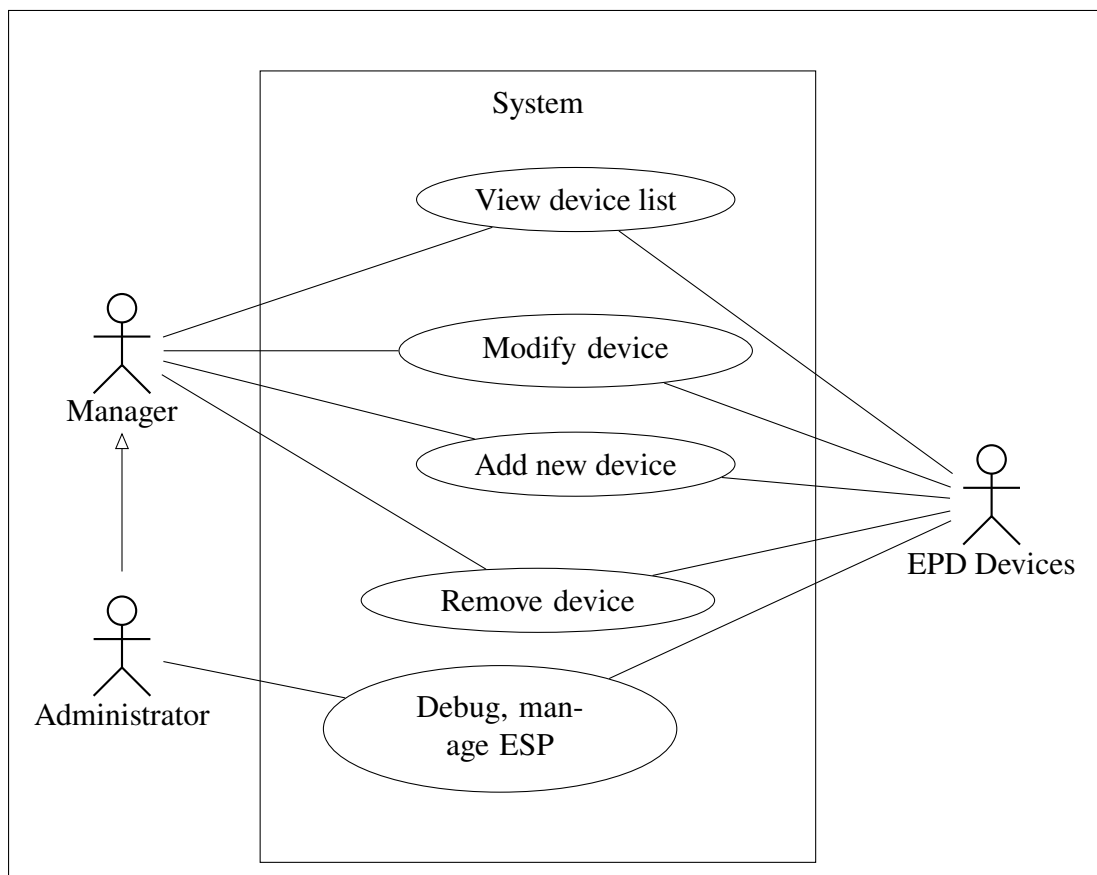 System
View device list
Modify device
Manager
Add new device
EPD Devices
Remove device
Administrator
Debug, man-
age ESP